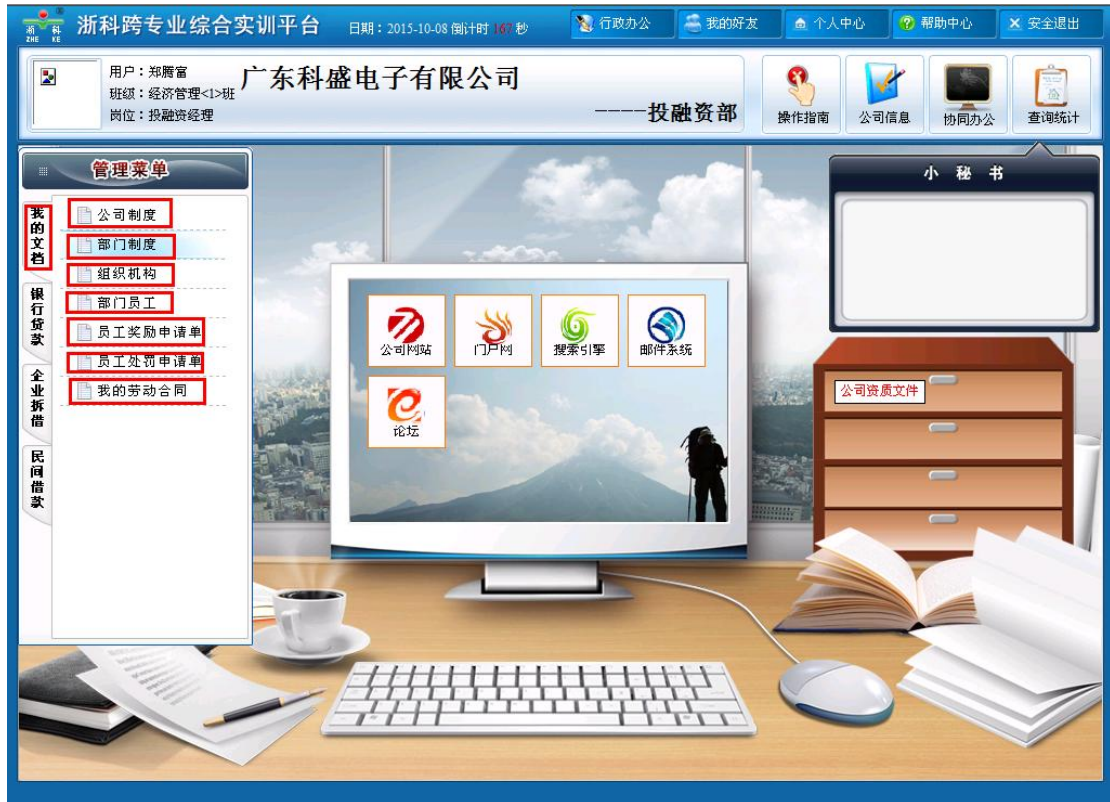 浙科
ZHE KE
浙科跨专业综合实训平台
日期：2015-10-08 倒计时 167 秒
行政办公
我的好友
个人中心
帮助中心
安全退出
用户：郑腾富
班级：经济管理<1>班
岗位：投融资经理
广东科盛电子有限公司
----投融资部
操作指南
公司信息
协同办公
查询统计
管理菜单
我的文档
银行贷款
企业拆借
民间借款
公司制度
部门制度
组织机构
部门员工
员工奖励申请单
员工处罚申请单
我的劳动合同
公司网站
门户网
搜索引擎
邮件系统
论坛
小 秘 书
公司资质文件